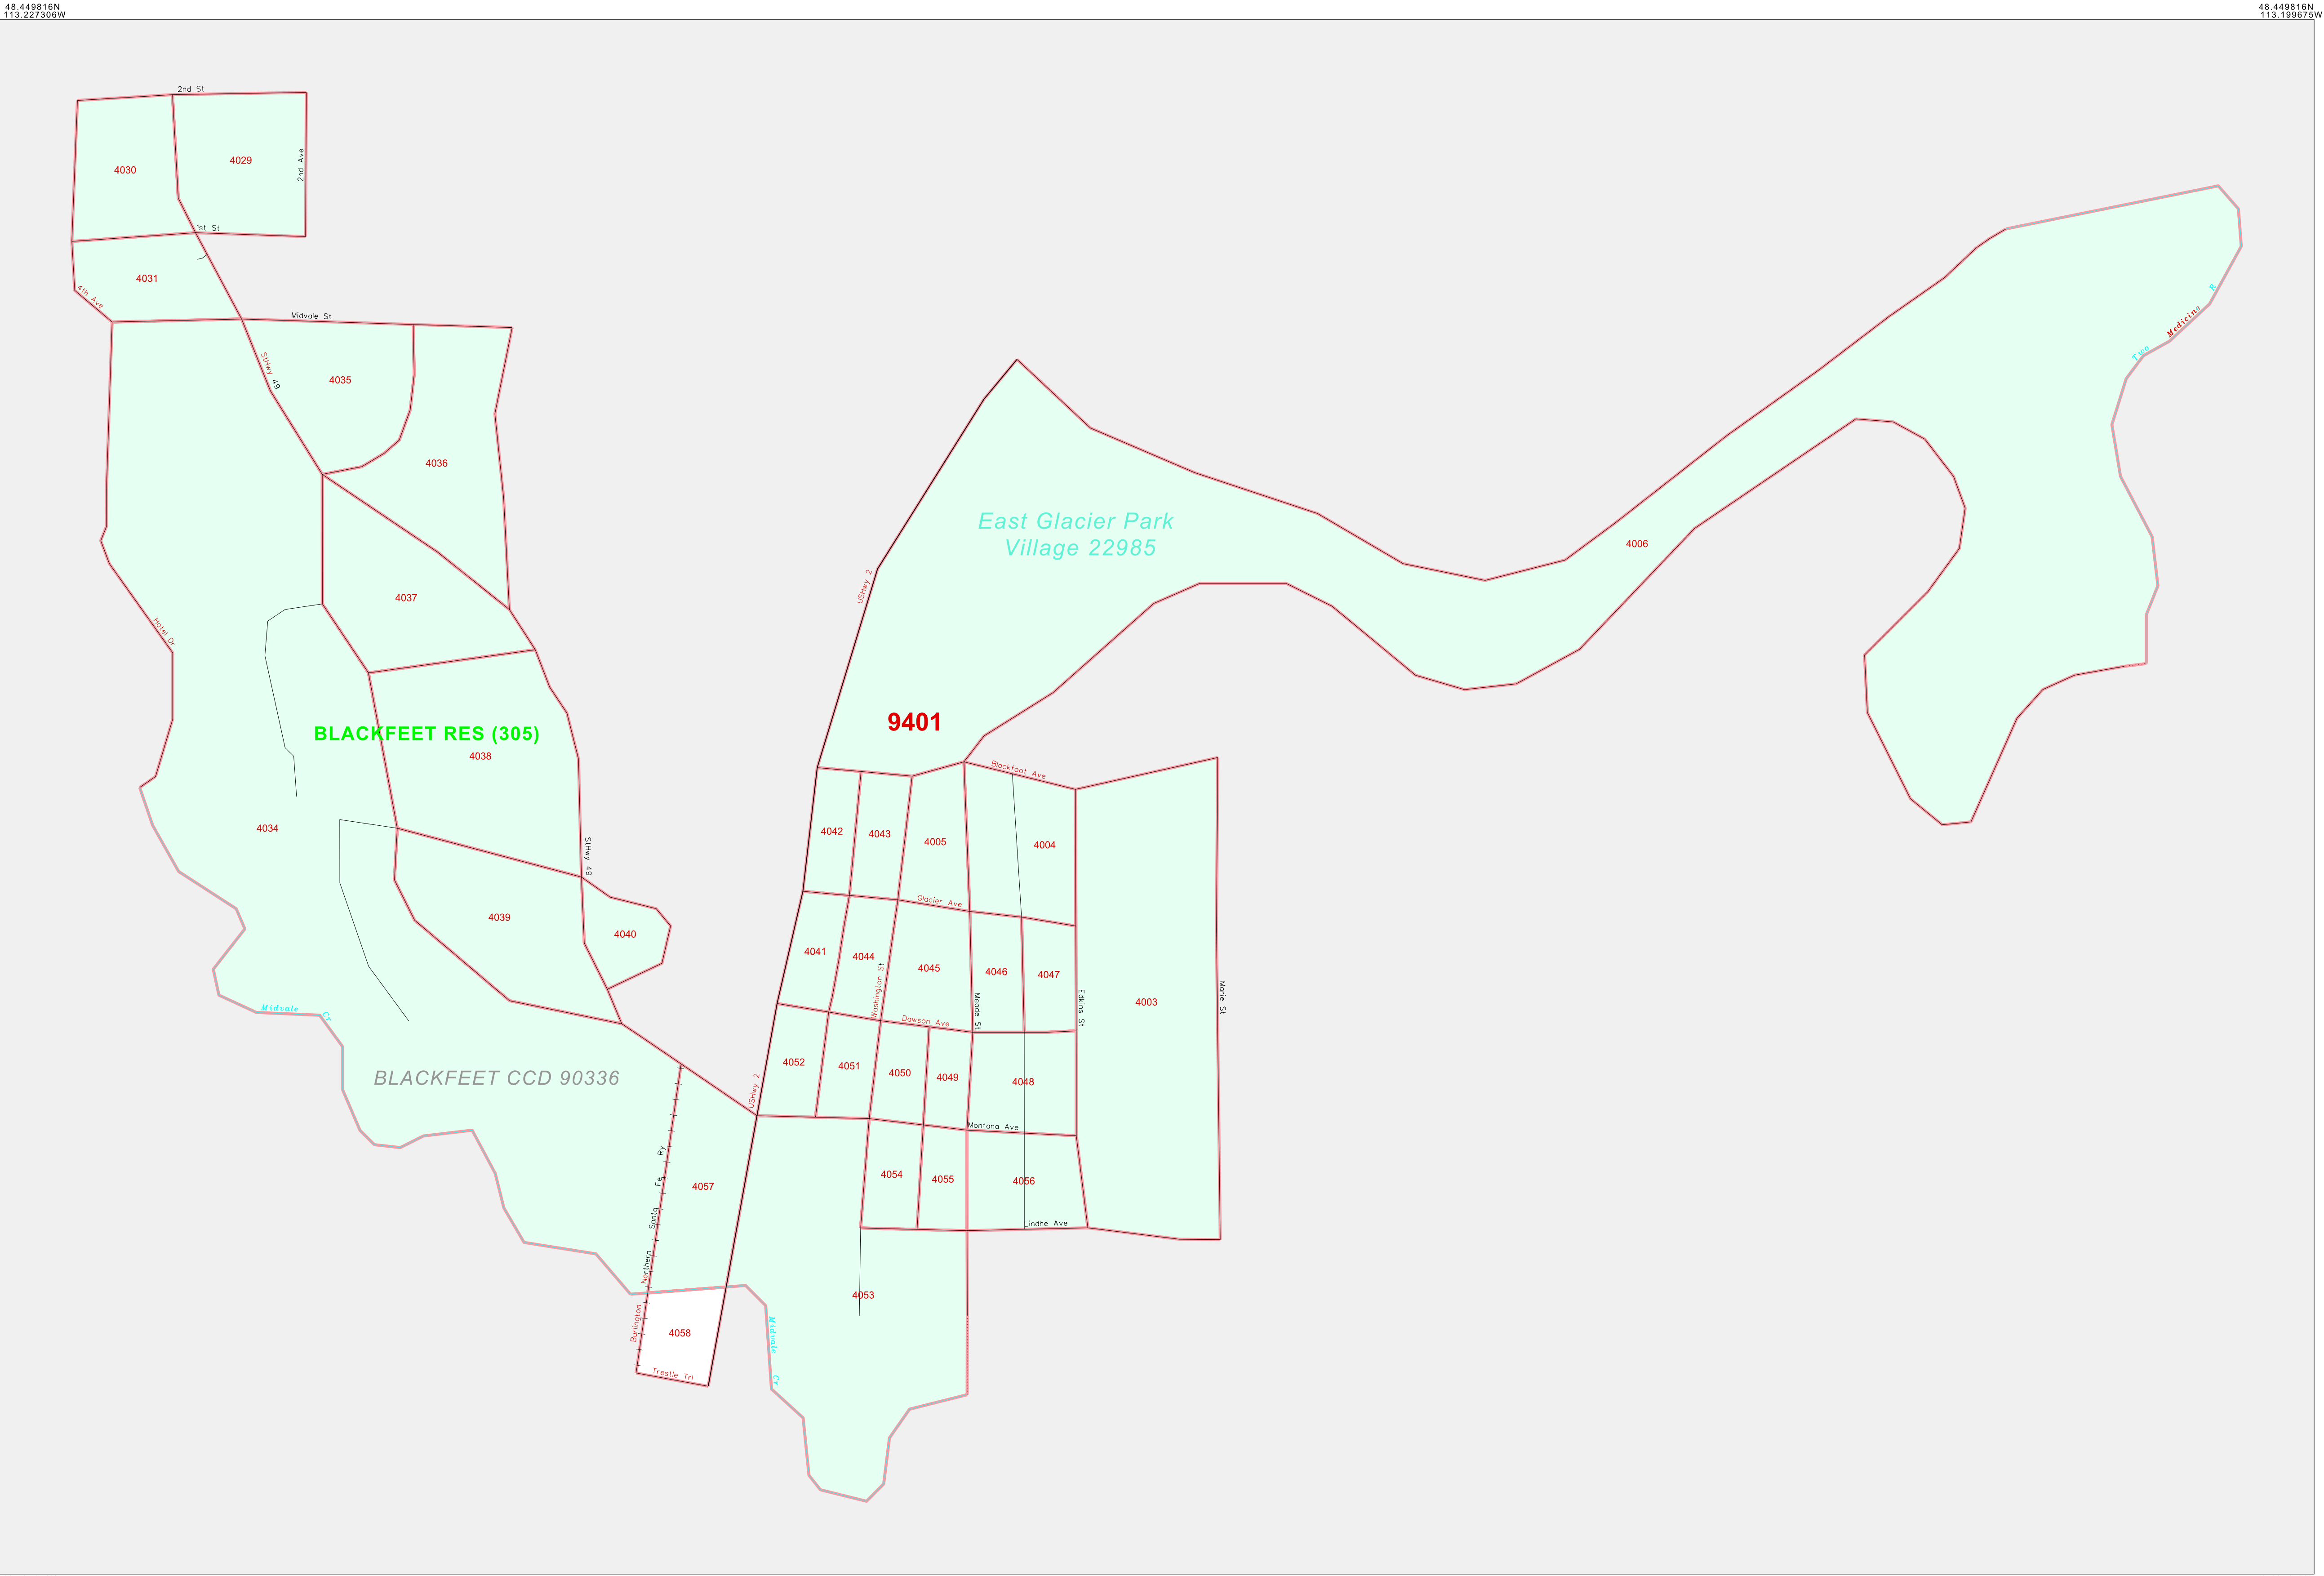 48.449816N
113.227306W
48.449816N
113.199675W
2nd St
2nd Ave
4030
4029
1st St
4031
4th Ave
Midvale St
StHwy 49
4035
4036
East Glacier Park
Village 22985
4006
Two Medicine R
USHwy 2
4037
Hotel Dr
9401
BLACKFEET RES (305)
4038
Blackfoot Ave
4034
4042
4043
4005
4004
StHwy 49
4039
4040
Glacier Ave
4041
4044
4045
4046
4047
4003
Washington St
Meade St
Edkins St
Marie St
Midvale Cr
Dawson Ave
BLACKFEET CCD 90336
USHwy 2
4052
4051
4050
4049
4048
Montana Ave
4057
4054
4055
4056
Lindhe Ave
Burlington Northern Santa Fe Ry
4053
4058
Midvale Cr
Trestle Trl